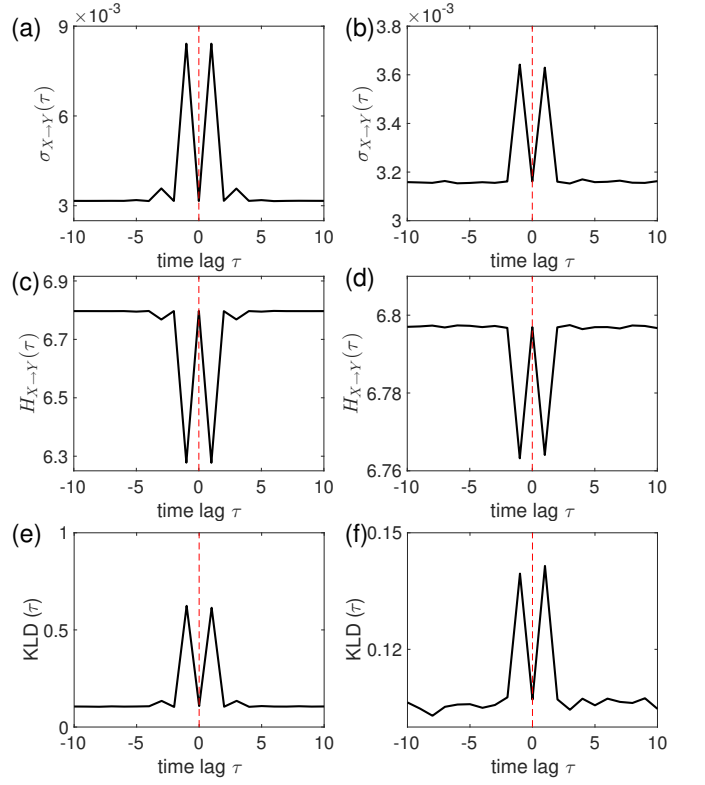 (a) ×10⁻³
9
6
3
σX→Y(τ)
-10 -5 0 5 10
time lag τ
(b) ×10⁻³
3.8
3.6
3.4
3.2
3
σX→Y(τ)
-10 -5 0 5 10
time lag τ
(c)
6.9
6.7
6.5
6.3
HX→Y(τ)
-10 -5 0 5 10
time lag τ
(d)
6.8
6.78
6.76
HX→Y(τ)
-10 -5 0 5 10
time lag τ
(e)
1
0.5
0
KLD (τ)
-10 -5 0 5 10
time lag τ
(f)
0.15
0.12
KLD (τ)
-10 -5 0 5 10
time lag τ